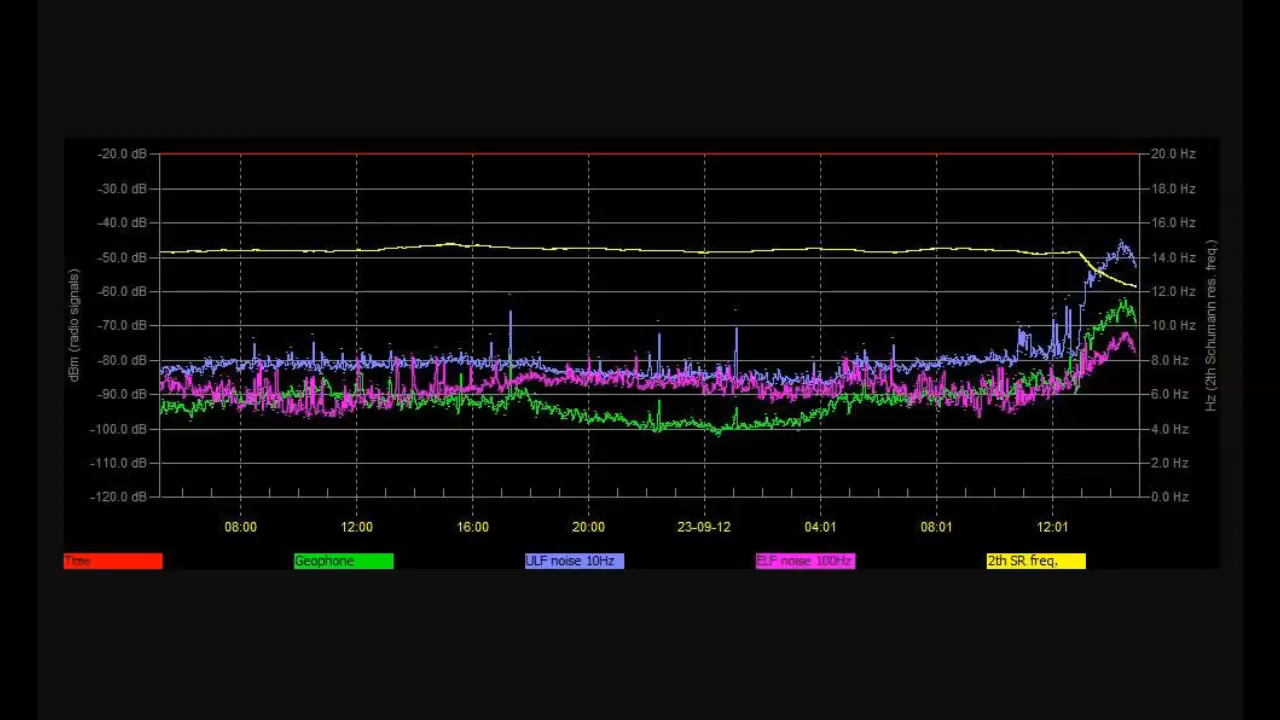 -20.0 dB
-30.0 dB
-40.0 dB
-50.0 dB
-60.0 dB
-70.0 dB
-80.0 dB
-90.0 dB
-100.0 dB
-110.0 dB
-120.0 dB
dBm (radio signals)
20.0 Hz
18.0 Hz
16.0 Hz
14.0 Hz
12.0 Hz
10.0 Hz
8.0 Hz
6.0 Hz
4.0 Hz
2.0 Hz
0.0 Hz
Hz (2th Schumann res. freq.)
08:00 12:00 16:00 20:00 23-09-12 04:01 08:01 12:01
Time Geophone ULF noise 10Hz ELF noise 100Hz 2th SR freq.